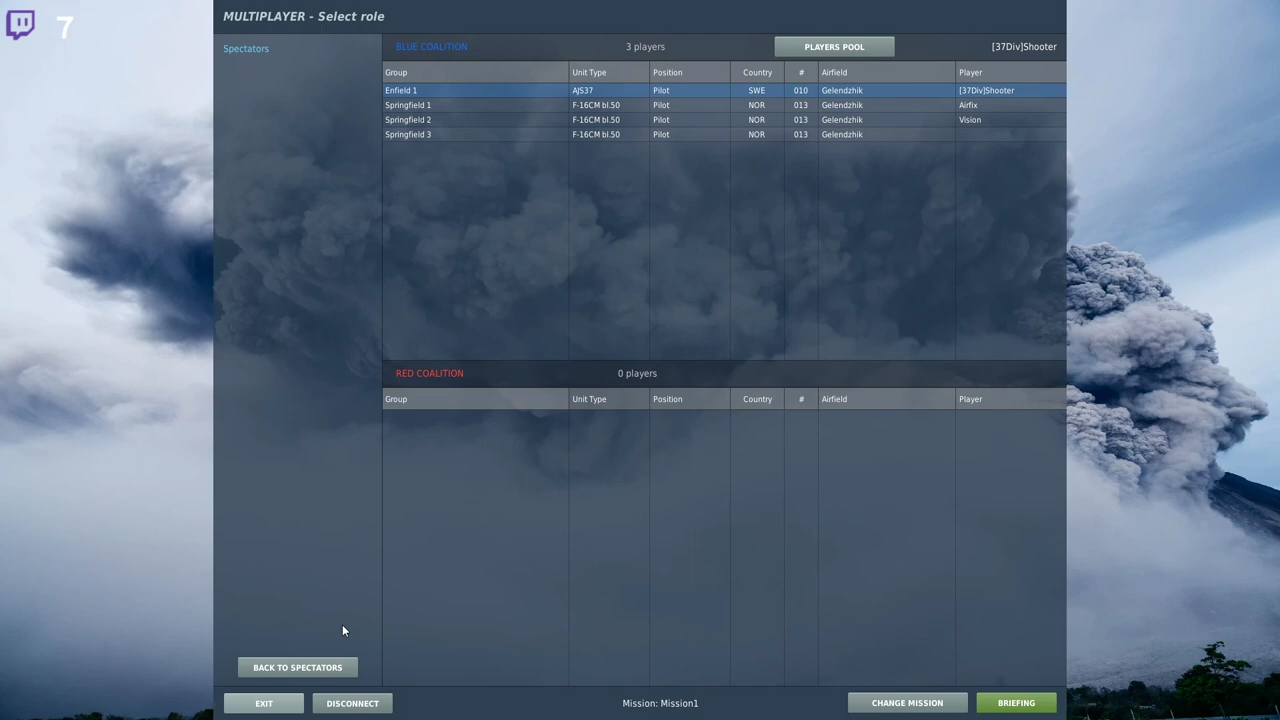 7
MULTIPLAYER - Select role
Spectators
BLUE COALITION 3 players PLAYERS POOL [37Div]Shooter
Group Unit Type Position Country # Airfield Player
Enfield 1 AJS37 Pilot SWE 010 Gelendzhik [37Div]Shooter
Springfield 1 F-16CM bl.50 Pilot NOR 013 Gelendzhik Airfix
Springfield 2 F-16CM bl.50 Pilot NOR 013 Gelendzhik Vision
Springfield 3 F-16CM bl.50 Pilot NOR 013 Gelendzhik
RED COALITION 0 players
Group Unit Type Position Country # Airfield Player
BACK TO SPECTATORS
EXIT DISCONNECT Mission: Mission1 CHANGE MISSION BRIEFING